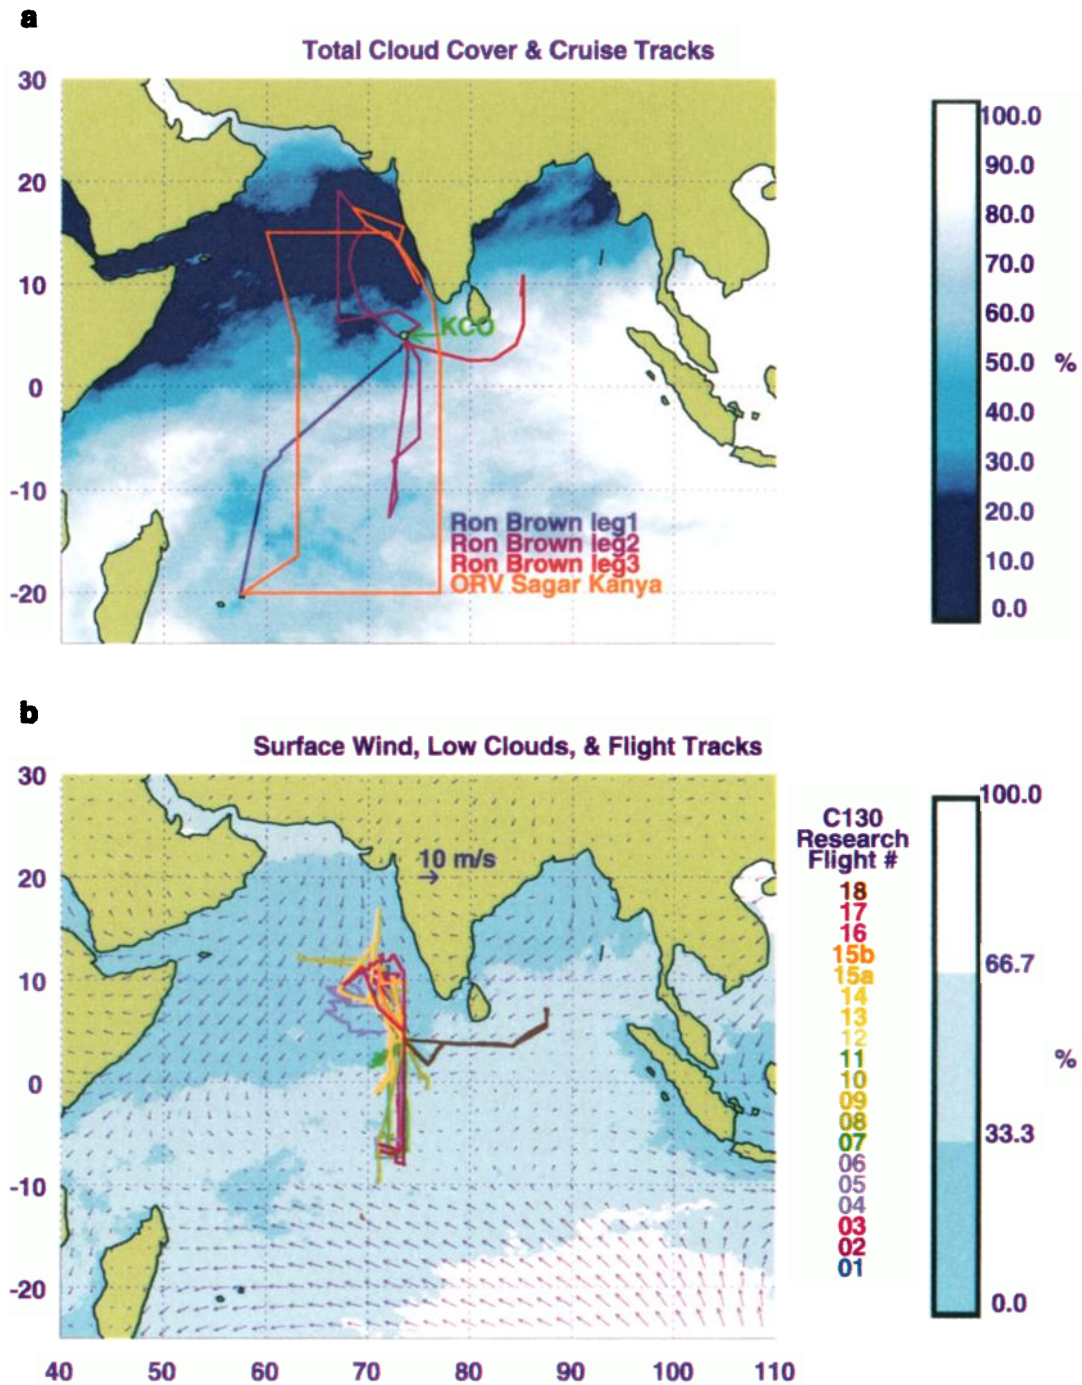 a
Total Cloud Cover & Cruise Tracks
30
20
10
0
-10
-20
KCO
Ron Brown leg1
Ron Brown leg2
Ron Brown leg3
ORV Sagar Kanya
100.0
90.0
80.0
70.0
60.0
50.0
40.0
30.0
20.0
10.0
0.0
%
b
Surface Wind, Low Clouds, & Flight Tracks
30
20
10
0
-10
-20
40 50 60 70 80 90 100 110
10 m/s
C130
Research
Flight #
18
17
16
15b
15a
14
13
12
11
10
09
08
07
06
05
04
03
02
01
100.0
66.7
33.3
0.0
%